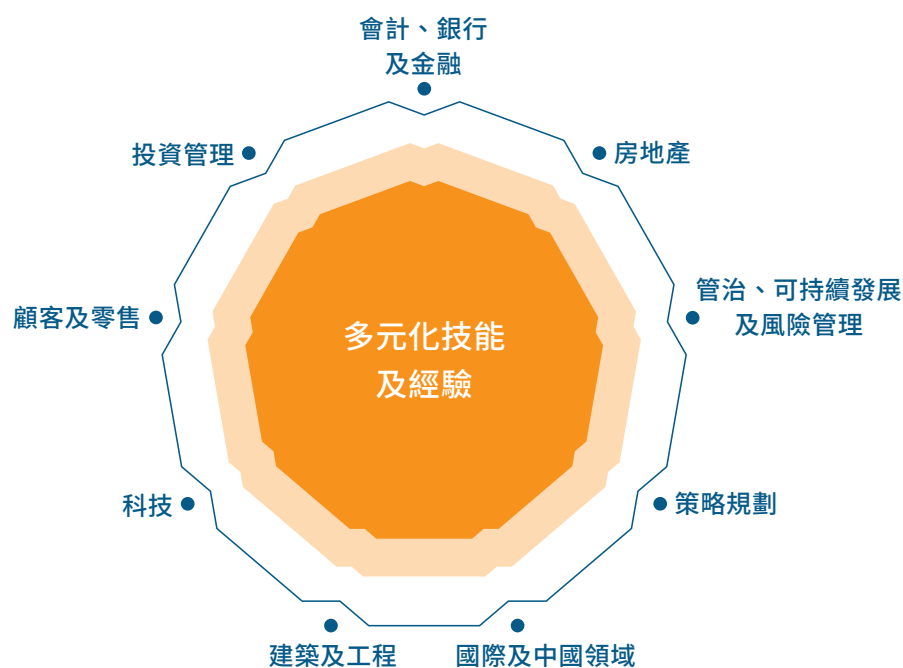 會計、銀行
及金融
投資管理
房地產
顧客及零售
管治、可持續發展
及風險管理
多元化技能
及經驗
科技
策略規劃
建築及工程
國際及中國領域